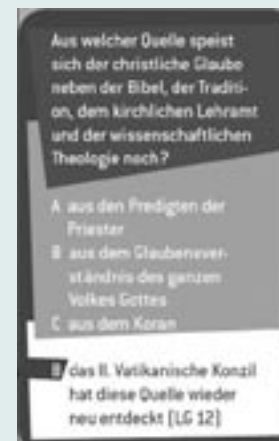 Aus welcher Quelle speist
sich der christliche Glaube
neben der Bibel, der Traditi-
on, dem kirchlichen Lehramt
und der wissenschaftlichen
Theologie noch?
A aus den Predigten der
Priester
B aus dem Glaubensver-
ständnis des ganzen
Volkes Gottes
C aus dem Koran
B das II. Vatikanische Konzil
hat diese Quelle wieder
neu entdeckt (LG 12)